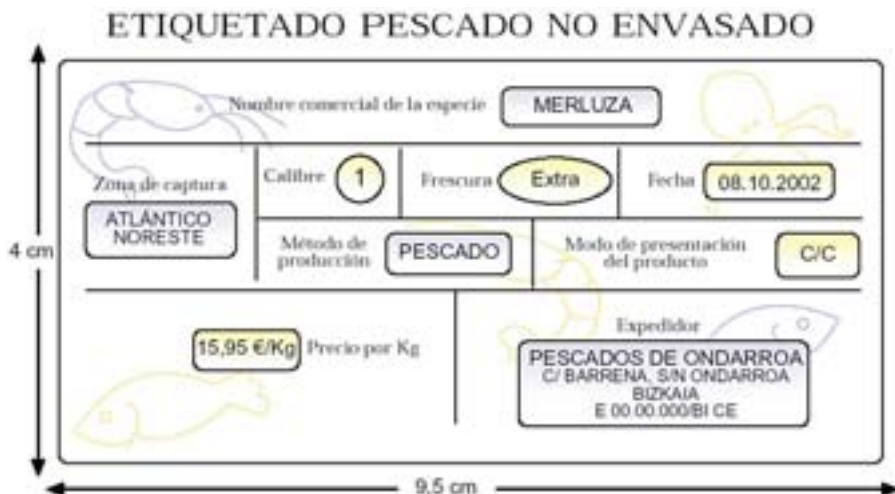 ETIQUETADO PESCADO NO ENVASADO
Nombre comercial de la especie MERLUZA
Zona de captura
ATLÁNTICO
NORESTE
Calibre 1 Frescura Extra Fecha 08.10.2002
Método de
producción PESCADO
Modo de presentación
del producto C/C
15,95 €/Kg Precio por Kg
Expedidor
PESCADOS DE ONDARROA
C/ BARRENA, S/N ONDARROA
BIZKAIA
E 00 00.000/BI CE
4 cm
9,5 cm